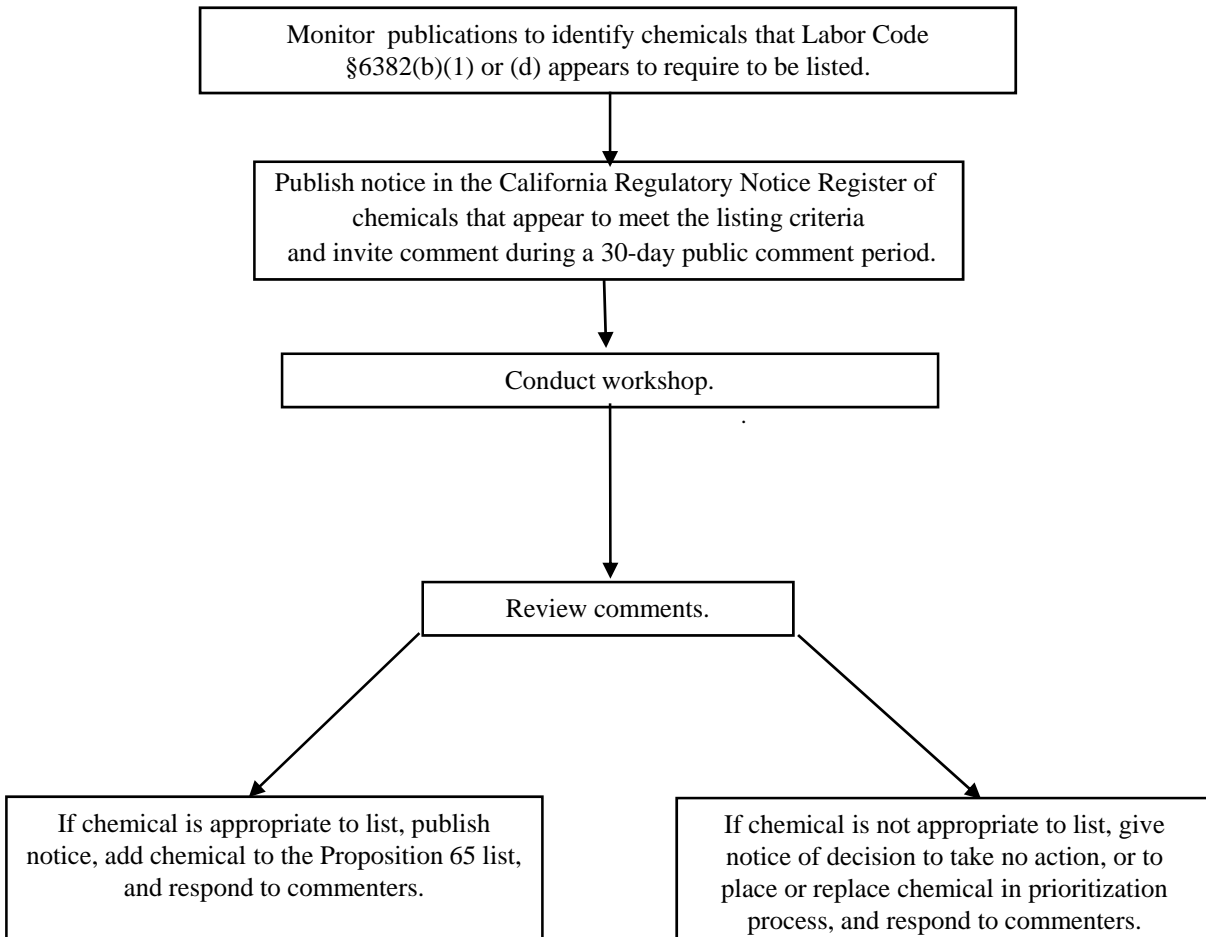 Monitor publications to identify chemicals that Labor Code
§6382(b)(1) or (d) appears to require to be listed.
Publish notice in the California Regulatory Notice Register of
chemicals that appear to meet the listing criteria
and invite comment during a 30-day public comment period.
Conduct workshop.
.
Review comments.
If chemical is appropriate to list, publish
notice, add chemical to the Proposition 65 list,
and respond to commenters.
If chemical is not appropriate to list, give
notice of decision to take no action, or to
place or replace chemical in prioritization
process, and respond to commenters.